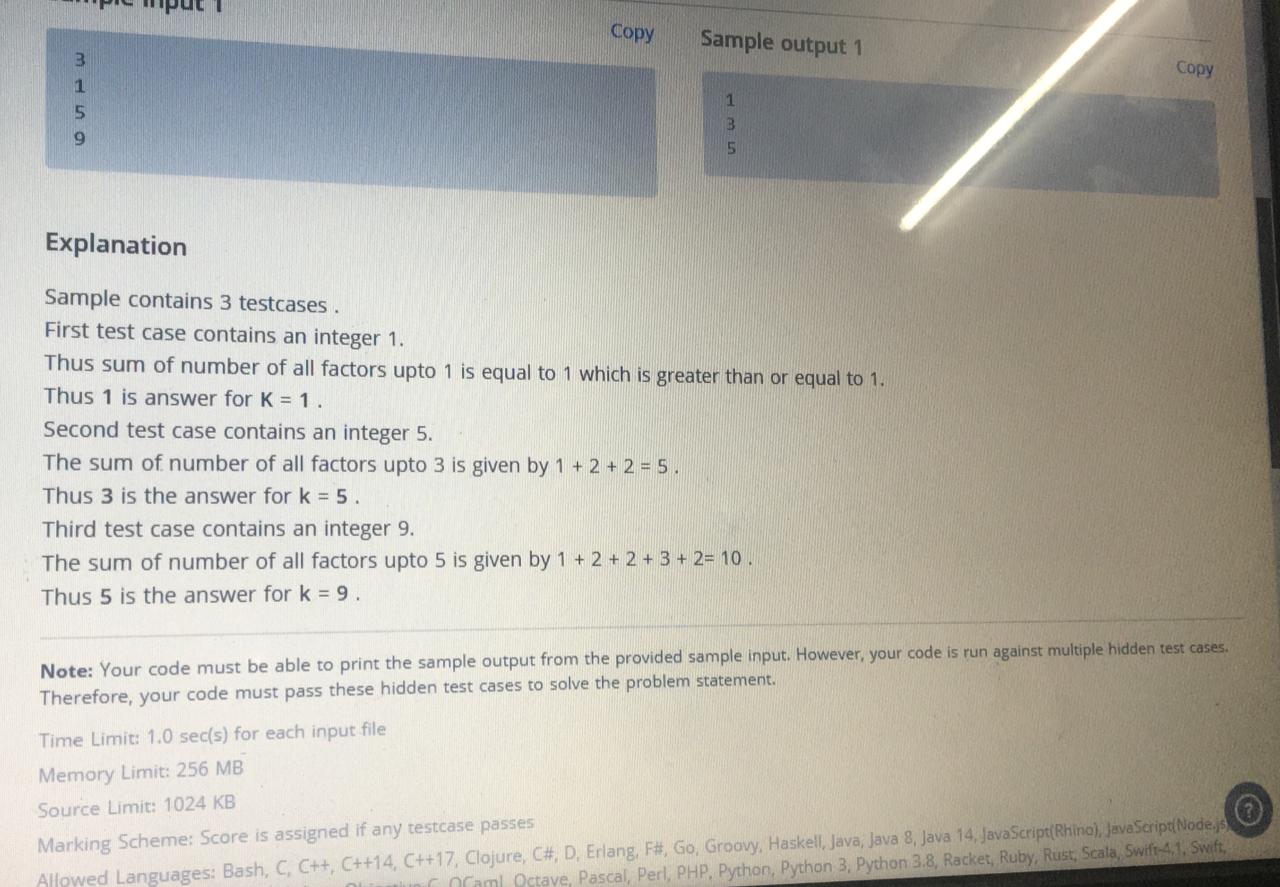 Sample input 1
Copy
3
1
5
9
Sample output 1
Copy
1
3
5
Explanation
Sample contains 3 testcases .
First test case contains an integer 1.
Thus sum of number of all factors upto 1 is equal to 1 which is greater than or equal to 1.
Thus 1 is answer for K = 1 .
Second test case contains an integer 5.
The sum of number of all factors upto 3 is given by 1 + 2 + 2 = 5 .
Thus 3 is the answer for k = 5 .
Third test case contains an integer 9.
The sum of number of all factors upto 5 is given by 1 + 2 + 2 + 3 + 2= 10 .
Thus 5 is the answer for k = 9 .
Note: Your code must be able to print the sample output from the provided sample input. However, your code is run against multiple hidden test cases.
Therefore, your code must pass these hidden test cases to solve the problem statement.
Time Limit: 1.0 sec(s) for each input file
Memory Limit: 256 MB
Source Limit: 1024 KB
Marking Scheme: Score is assigned if any testcase passes
Allowed Languages: Bash, C, C++, C++14, C++17, Clojure, C#, D, Erlang, F#, Go, Groovy, Haskell, Java, Java 8, Java 14, JavaScript(Rhino), JavaScript(Node.js)
?
C, OCaml, Octave, Pascal, Perl, PHP, Python, Python 3, Python 3.8, Racket, Ruby, Rust, Scala, Swift-4.1, Swift,